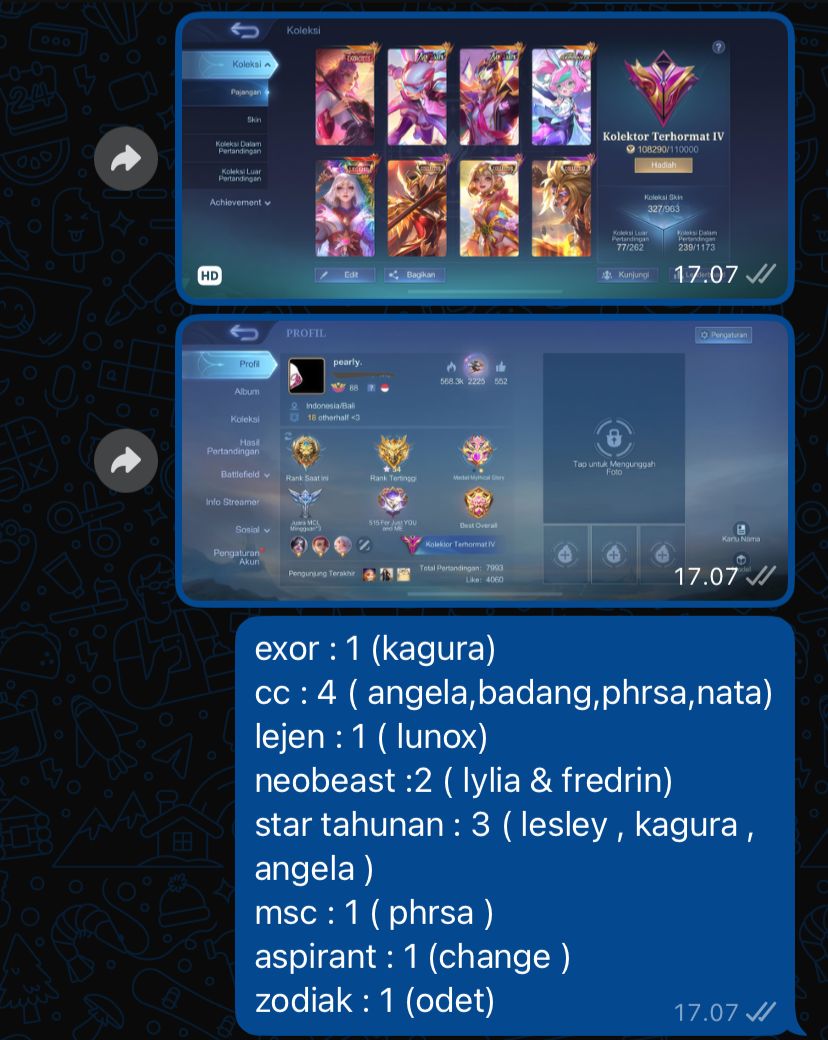 Koleksi
Koleksi
Pajangan
Skin
Koleksi Dalam
Pertandingan
Koleksi Luar
Pertandingan
Achievement
Kolektor Terhormat IV
108290/110000
Hadiah
Koleksi Skin
327/963
Koleksi Luar
Pertandingan
77/262
Koleksi Dalam
Pertandingan
239/1173
Edit
Bagikan
Kunjungi
HD
17.07
PROFIL
Pengaturan
Profil
Album
Koleksi
Hasil
Pertandingan
Battlefield
Info Streamer
Sosial
Pengaturan
Akun
pearly.
88
568.3k 2225 552
Indonesia/Bali
18 otherhalf <3
Rank Saat ini
Rank Tertinggi
Medali Mythical Glory
Juara MCL
Mingguan*3
515 For Just YOU
and ME
Best Overall
Kolektor Terhormat IV
Pengunjung Terakhir
Total Pertandingan: 7993
Like: 4060
Tap untuk Mengunggah
Foto
Kartu Nama
17.07
exor : 1 (kagura)
cc : 4 ( angela,badang,phrsa,nata)
lejen : 1 ( lunox)
neobeast :2 ( lylia & fredrin)
star tahunan : 3 ( lesley , kagura ,
angela )
msc : 1 ( phrsa )
aspirant : 1 (change )
zodiak : 1 (odet)
17.07